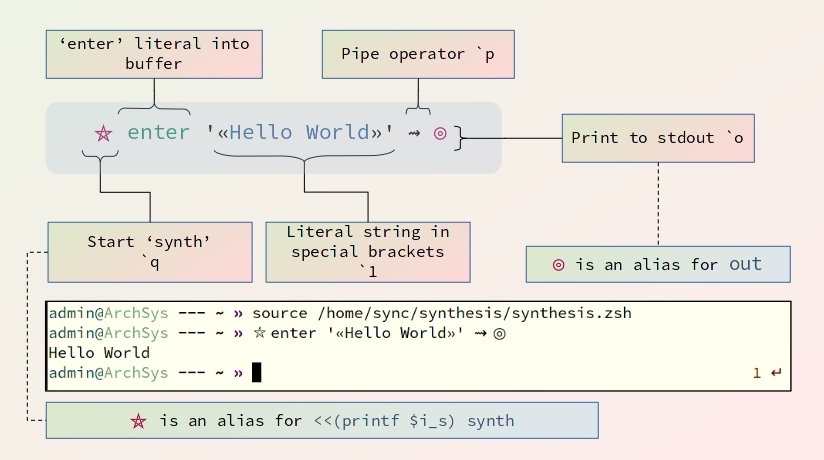 ‘enter’ literal into
buffer
Pipe operator `p
⛤ enter '«Hello World»' ⇝ ◎
Print to stdout `o
Start ‘synth’
`q
Literal string in
special brackets
`1
◎ is an alias for out
admin@ArchSys --- ~ » source /home/sync/synthesis/synthesis.zsh
admin@ArchSys --- ~ » ⛤ enter '«Hello World»' ⇝ ◎
Hello World
admin@ArchSys --- ~ »
1 ↵
⛤ is an alias for <<(printf $i_s) synth